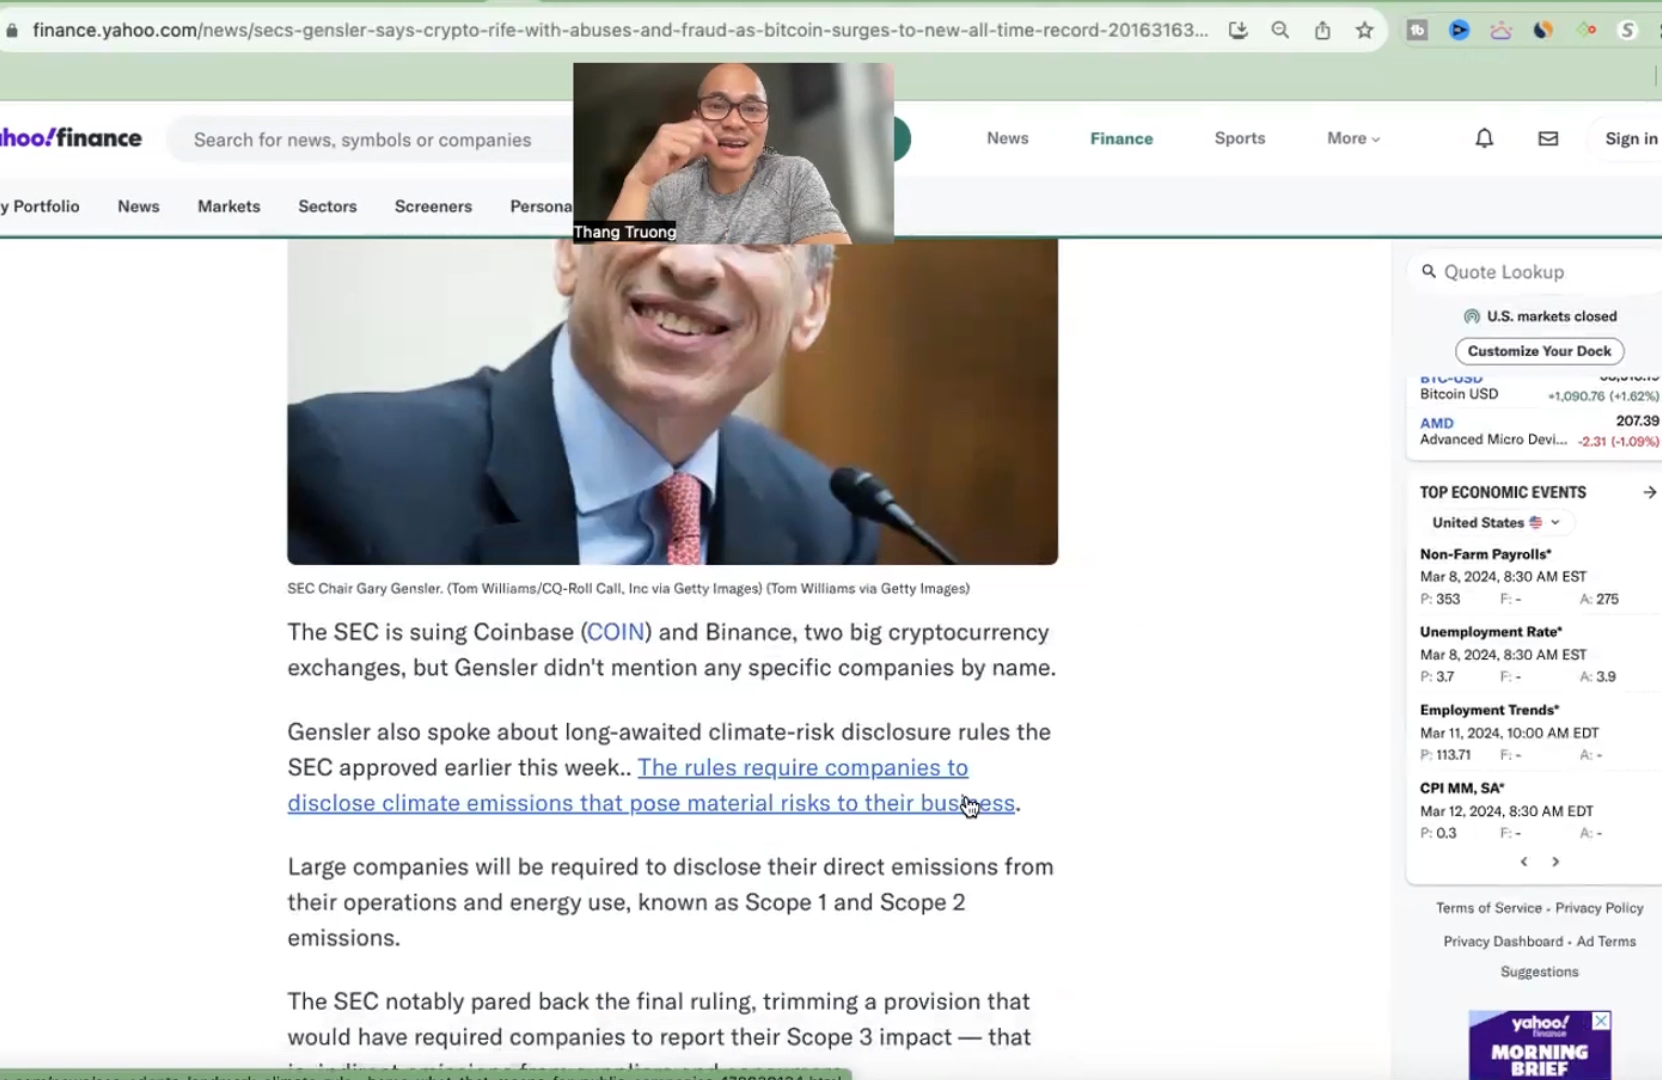 finance.yahoo.com/news/secs-gensler-says-crypto-rife-with-abuses-and-fraud-as-bitcoin-surges-to-new-all-time-record-20163163...
hoo!finance
Search for news, symbols or companies
News
Finance
Sports
More
Sign in
y Portfolio
News
Markets
Sectors
Screeners
Persona
Thang Truong
SEC Chair Gary Gensler. (Tom Williams/CQ-Roll Call, Inc via Getty Images) (Tom Williams via Getty Images)
The SEC is suing Coinbase (COIN) and Binance, two big cryptocurrency
exchanges, but Gensler didn't mention any specific companies by name.
Gensler also spoke about long-awaited climate-risk disclosure rules the
SEC approved earlier this week.. The rules require companies to
disclose climate emissions that pose material risks to their business.
Large companies will be required to disclose their direct emissions from
their operations and energy use, known as Scope 1 and Scope 2
emissions.
The SEC notably pared back the final ruling, trimming a provision that
would have required companies to report their Scope 3 impact — that
Quote Lookup
U.S. markets closed
Customize Your Dock
BTC-USD
Bitcoin USD +1,090.76 (+1.62%)
AMD 207.39
Advanced Micro Devi... -2.31 (-1.09%)
TOP ECONOMIC EVENTS
United States
Non-Farm Payrolls*
Mar 8, 2024, 8:30 AM EST
P: 353 F: - A: 275
Unemployment Rate*
Mar 8, 2024, 8:30 AM EST
P: 3.7 F: - A: 3.9
Employment Trends*
Mar 11, 2024, 10:00 AM EDT
P: 113.71 F: - A: -
CPI MM, SA*
Mar 12, 2024, 8:30 AM EDT
P: 0.3 F: - A: -
Terms of Service • Privacy Policy
Privacy Dashboard • Ad Terms
Suggestions
yahoo!
finance
MORNING
BRIEF